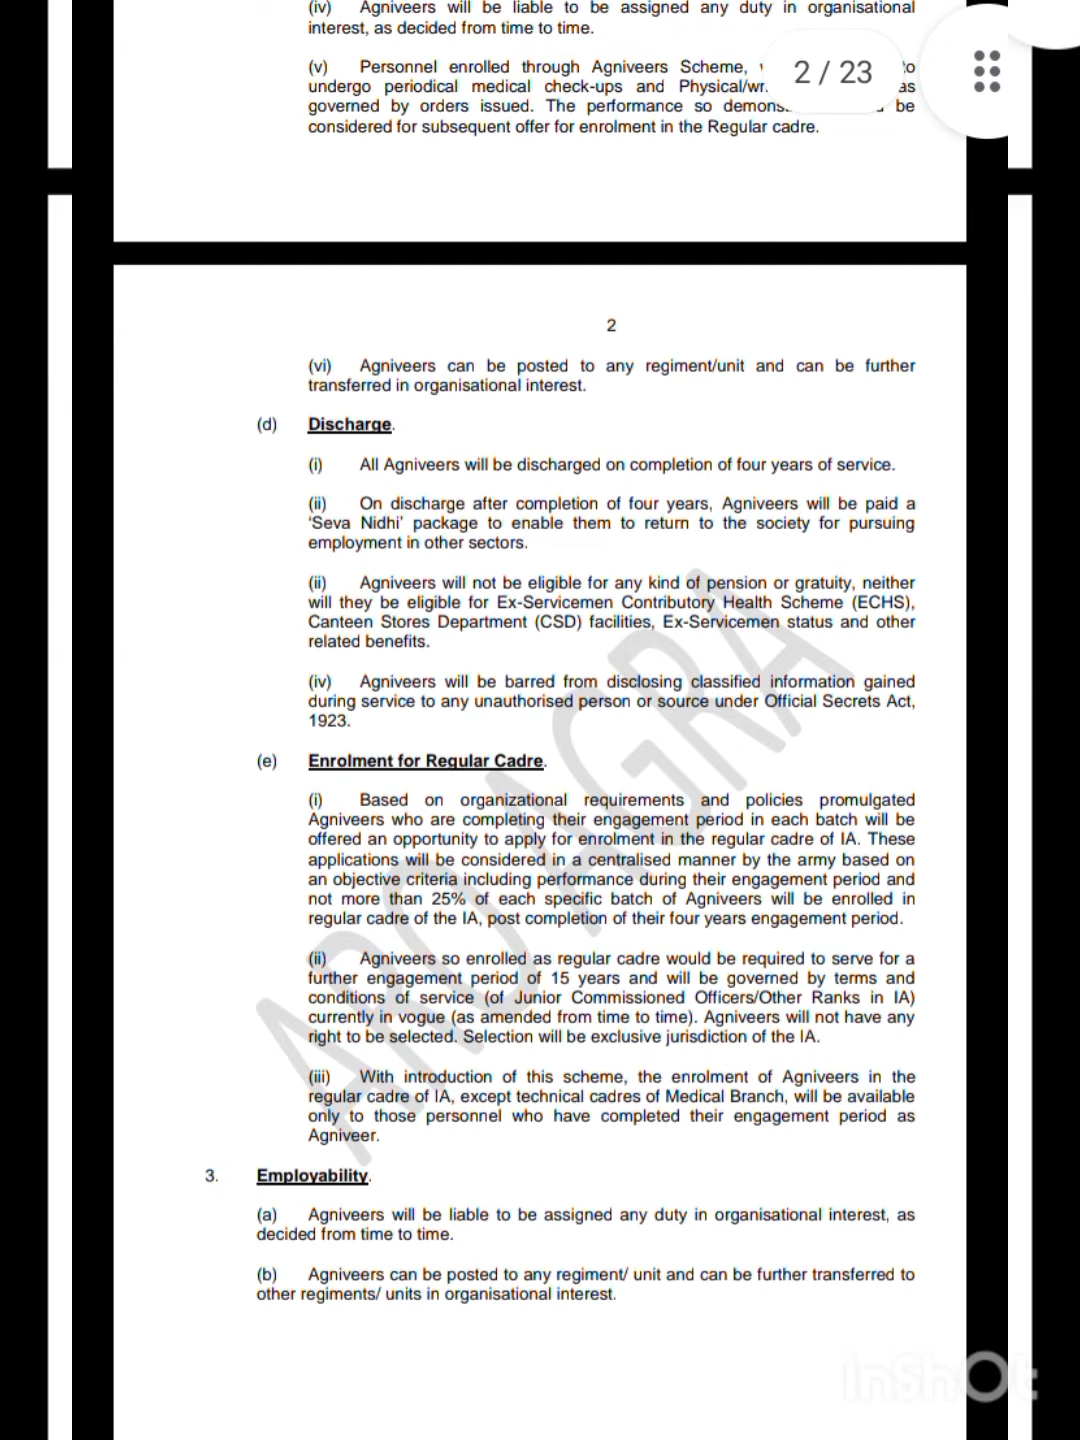 (iv) Agniveers will be liable to be assigned any duty in organisational
interest, as decided from time to time.
(v) Personnel enrolled through Agniveers Scheme,
undergo periodical medical check-ups and Physical/wr. as
governed by orders issued. The performance so demons be
considered for subsequent offer for enrolment in the Regular cadre.
2 / 23
2
(vi) Agniveers can be posted to any regiment/unit and can be further
transferred in organisational interest.
(d) Discharge.
(i) All Agniveers will be discharged on completion of four years of service.
(ii) On discharge after completion of four years, Agniveers will be paid a
‘Seva Nidhi’ package to enable them to return to the society for pursuing
employment in other sectors.
(ii) Agniveers will not be eligible for any kind of pension or gratuity, neither
will they be eligible for Ex-Servicemen Contributory Health Scheme (ECHS),
Canteen Stores Department (CSD) facilities, Ex-Servicemen status and other
related benefits.
(iv) Agniveers will be barred from disclosing classified information gained
during service to any unauthorised person or source under Official Secrets Act,
1923.
(e) Enrolment for Regular Cadre.
(i) Based on organizational requirements and policies promulgated
Agniveers who are completing their engagement period in each batch will be
offered an opportunity to apply for enrolment in the regular cadre of IA. These
applications will be considered in a centralised manner by the army based on
an objective criteria including performance during their engagement period and
not more than 25% of each specific batch of Agniveers will be enrolled in
regular cadre of the IA, post completion of their four years engagement period.
(ii) Agniveers so enrolled as regular cadre would be required to serve for a
further engagement period of 15 years and will be governed by terms and
conditions of service (of Junior Commissioned Officers/Other Ranks in IA)
currently in vogue (as amended from time to time). Agniveers will not have any
right to be selected. Selection will be exclusive jurisdiction of the IA.
(iii) With introduction of this scheme, the enrolment of Agniveers in the
regular cadre of IA, except technical cadres of Medical Branch, will be available
only to those personnel who have completed their engagement period as
Agniveer.
3. Employability.
(a) Agniveers will be liable to be assigned any duty in organisational interest, as
decided from time to time.
(b) Agniveers can be posted to any regiment/ unit and can be further transferred to
other regiments/ units in organisational interest.
ARO AGRA
InShOt